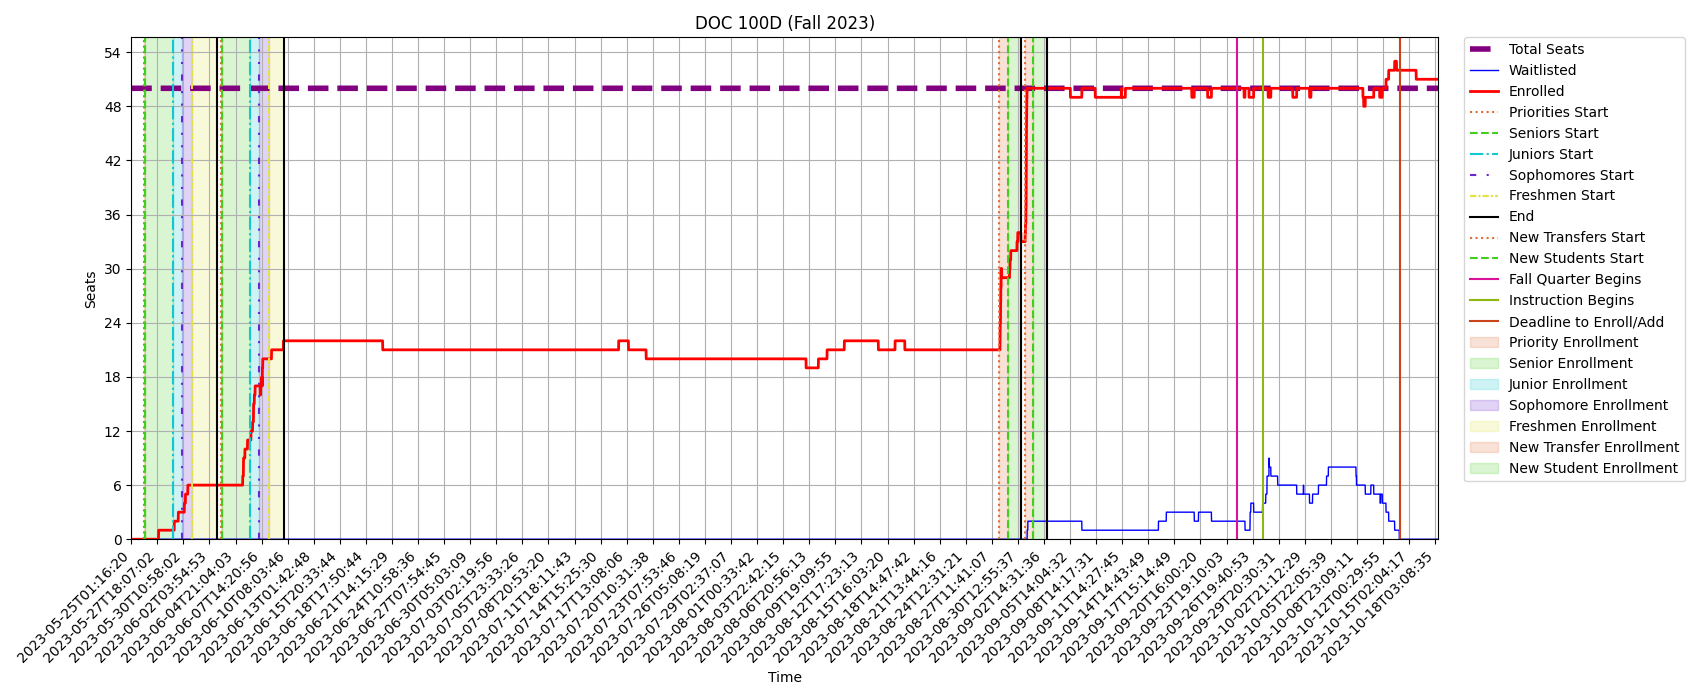 DOC 100D (Fall 2023)
Seats
54
48
42
36
30
24
18
12
6
0
2023-05-25T01:16:20
2023-05-27T18:07:02
2023-05-30T10:58:02
2023-06-02T03:54:53
2023-06-04T21:04:03
2023-06-07T14:20:56
2023-06-10T08:03:46
2023-06-13T01:42:48
2023-06-15T20:33:44
2023-06-18T17:50:44
2023-06-21T14:15:29
2023-06-24T10:58:36
2023-06-27T07:54:45
2023-06-30T05:03:09
2023-07-03T02:19:56
2023-07-05T23:33:26
2023-07-08T20:53:20
2023-07-11T18:11:43
2023-07-14T15:25:30
2023-07-17T13:08:06
2023-07-20T10:31:38
2023-07-23T07:53:46
2023-07-26T05:08:19
2023-07-29T02:37:07
2023-08-01T00:33:42
2023-08-03T22:42:15
2023-08-06T20:56:13
2023-08-09T19:09:55
2023-08-12T17:23:13
2023-08-15T16:03:20
2023-08-18T14:47:42
2023-08-21T13:44:16
2023-08-24T12:31:21
2023-08-27T11:41:07
2023-08-30T12:55:37
2023-09-02T14:31:36
2023-09-05T14:04:32
2023-09-08T14:17:31
2023-09-11T14:27:45
2023-09-14T14:43:49
2023-09-17T15:14:49
2023-09-20T16:00:20
2023-09-23T19:10:03
2023-09-26T19:40:53
2023-09-29T20:30:31
2023-10-02T21:12:29
2023-10-05T22:05:39
2023-10-08T23:09:11
2023-10-12T00:29:55
2023-10-15T02:04:17
2023-10-18T03:08:35
Time
Total Seats
Waitlisted
Enrolled
Priorities Start
Seniors Start
Juniors Start
Sophomores Start
Freshmen Start
End
New Transfers Start
New Students Start
Fall Quarter Begins
Instruction Begins
Deadline to Enroll/Add
Priority Enrollment
Senior Enrollment
Junior Enrollment
Sophomore Enrollment
Freshmen Enrollment
New Transfer Enrollment
New Student Enrollment